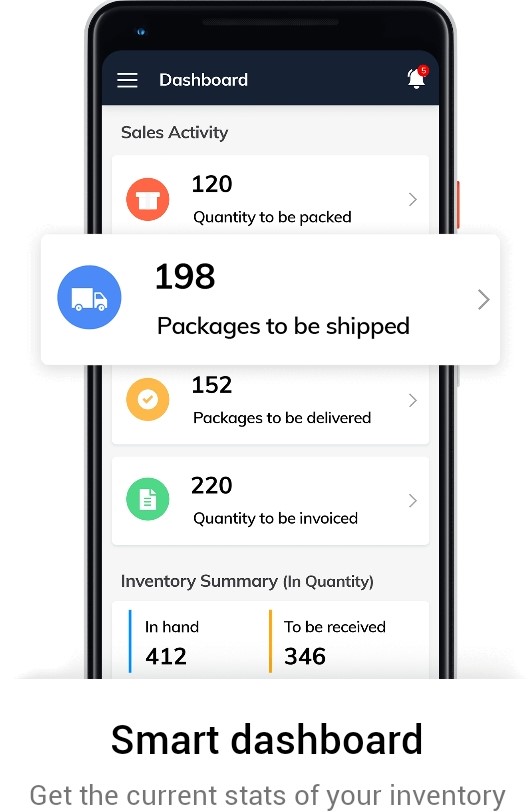 Dashboard
5
Sales Activity
120
Quantity to be packed
198
Packages to be shipped
152
Packages to be delivered
220
Quantity to be invoiced
Inventory Summary (In Quantity)
In hand
To be received
412
346
Smart dashboard
Get the current stats of your inventory